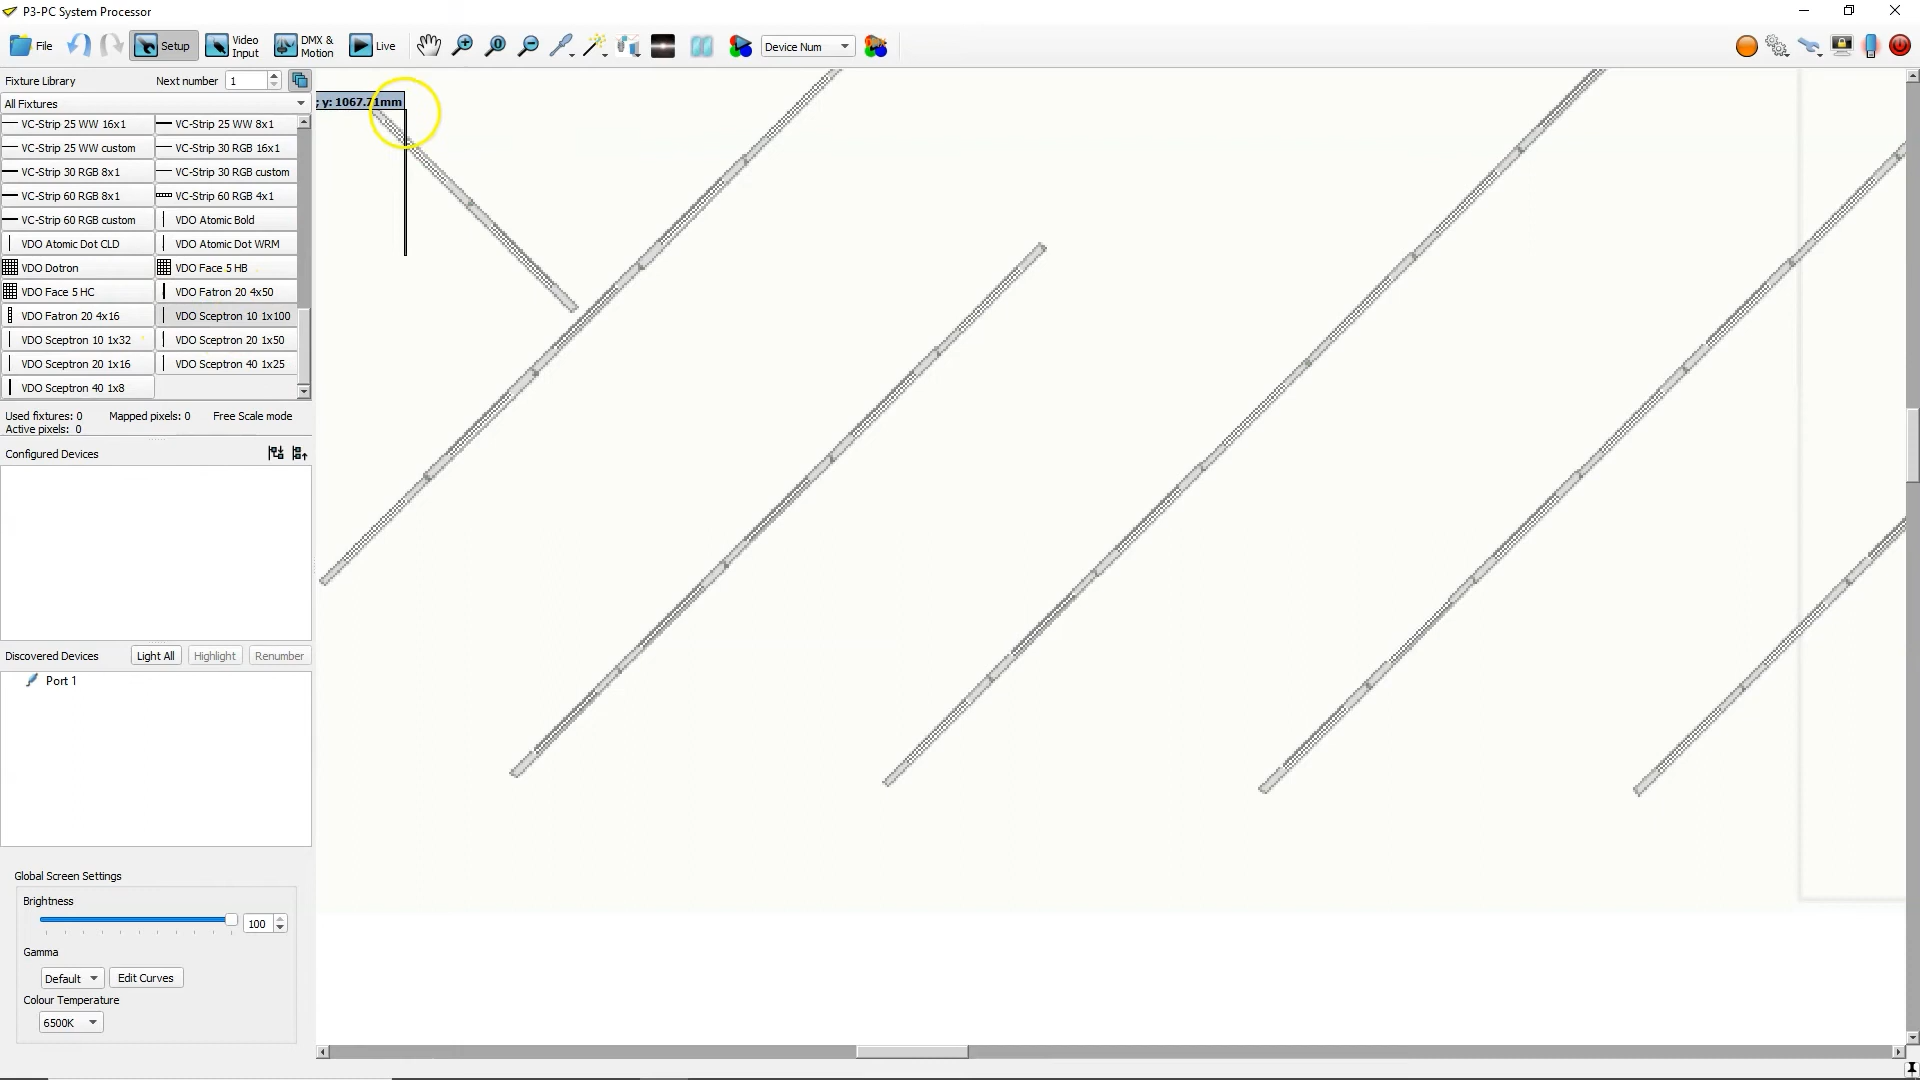 P3-PC System Processor
File
Setup
Video
Input
DMX &
Motion
Live
Device Num
Fixture Library
Next number
1
All Fixtures
; y: 1067.71mm
VC-Strip 25 WW 16x1
VC-Strip 25 WW 8x1
VC-Strip 25 WW custom
VC-Strip 30 RGB 16x1
VC-Strip 30 RGB 8x1
VC-Strip 30 RGB custom
VC-Strip 60 RGB 8x1
VC-Strip 60 RGB 4x1
VC-Strip 60 RGB custom
VDO Atomic Bold
VDO Atomic Dot CLD
VDO Atomic Dot WRM
VDO Dotron
VDO Face 5 HB
VDO Face 5 HC
VDO Fatron 20 4x50
VDO Fatron 20 4x16
VDO Sceptron 10 1x100
VDO Sceptron 10 1x32
VDO Sceptron 20 1x50
VDO Sceptron 20 1x16
VDO Sceptron 40 1x25
VDO Sceptron 40 1x8
Used fixtures: 0
Mapped pixels: 0
Free Scale mode
Active pixels: 0
Configured Devices
Discovered Devices
Light All
Highlight
Renumber
Port 1
Global Screen Settings
Brightness
100
Gamma
Default
Edit Curves
Colour Temperature
6500K